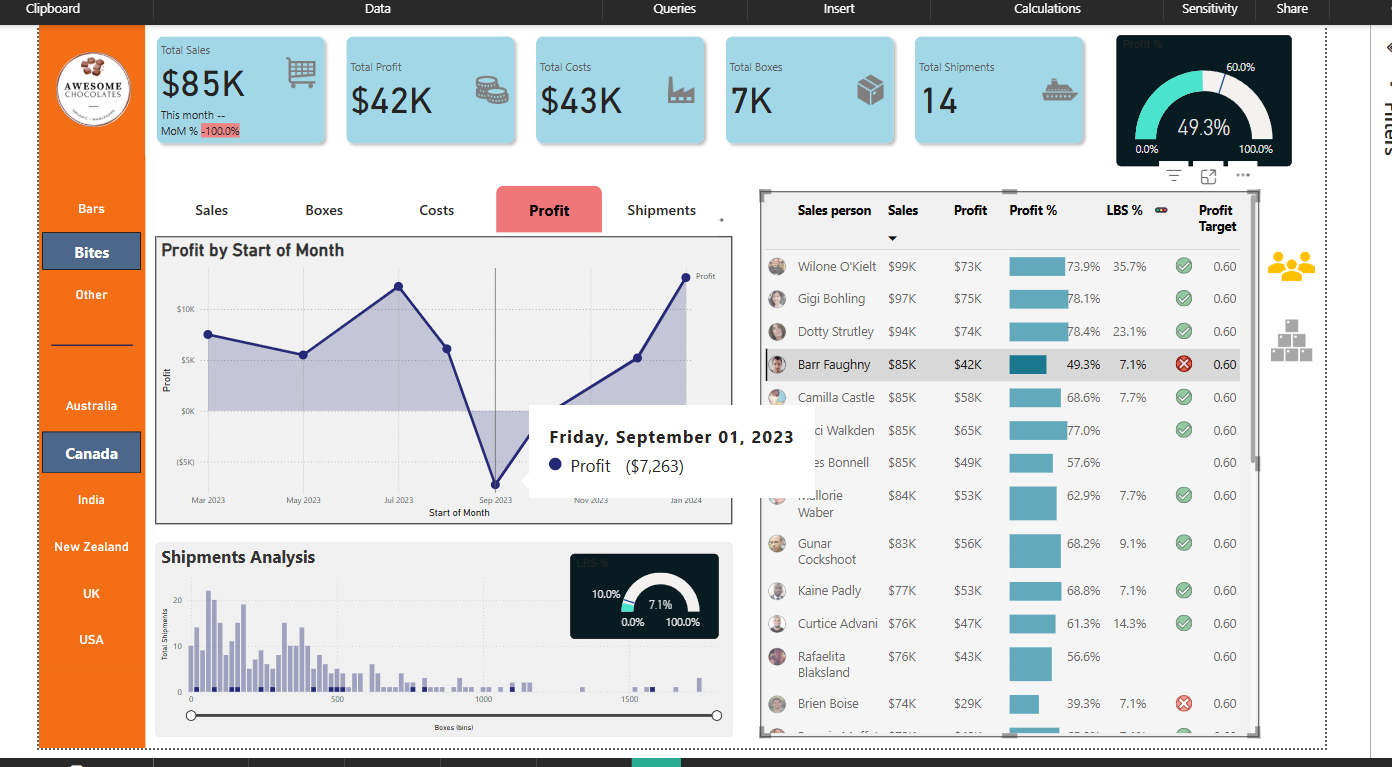 Clipboard
Data
Queries
Insert
Calculations
Sensitivity
Share
AWESOME
CHOCOLATES
Bars
Bites
Other
Australia
Canada
India
New Zealand
UK
USA
Total Sales
$85K
This month --
MoM % -100.0%
Total Profit
$42K
Total Costs
$43K
Total Boxes
7K
Total Shipments
14
Profit %
60.0%
49.3%
0.0%
100.0%
Filters
Sales
Boxes
Costs
Profit
Shipments
Profit by Start of Month
Profit
$10K
$5K
$0K
($5K)
Profit
Mar 2023
May 2023
Jul 2023
Sep 2023
Nov 2023
Jan 2024
Start of Month
Friday, September 01, 2023
Profit ($7,263)
Shipments Analysis
Total Shipments
20
10
0
0
500
1000
1500
Boxes (bins)
LBS %
10.0%
7.1%
0.0%
100.0%
Sales person Sales Profit Profit % LBS % Profit
Target
Wilone O'Kielt $99K $73K 73.9% 35.7% 0.60
Gigi Bohling $97K $75K 78.1% 0.60
Dotty Strutley $94K $74K 78.4% 23.1% 0.60
Barr Faughny $85K $42K 49.3% 7.1% 0.60
Camilla Castle $85K $58K 68.6% 7.7% 0.60
ci Walkden $85K $65K 77.0% 0.60
es Bonnell $85K $49K 57.6% 0.60
Mallorie
Waber
$84K $53K 62.9% 7.7% 0.60
Gunar
Cockshoot
$83K $56K 68.2% 9.1% 0.60
Kaine Padly $77K $53K 68.8% 7.1% 0.60
Curtice Advani $76K $47K 61.3% 14.3% 0.60
Rafaelita
Blaksland
$76K $43K 56.6% 0.60
Brien Boise $74K $29K 39.3% 7.1% 0.60